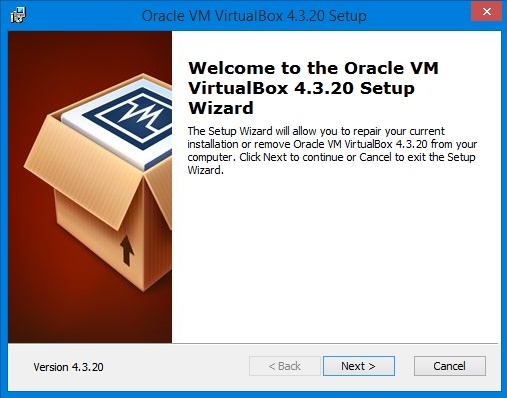 Oracle VM VirtualBox 4.3.20 Setup
Welcome to the Oracle VM
VirtualBox 4.3.20 Setup
Wizard
The Setup Wizard will allow you to repair your current
installation or remove Oracle VM VirtualBox 4.3.20 from your
computer. Click Next to continue or Cancel to exit the Setup
Wizard.
Version 4.3.20
< Back
Next >
Cancel